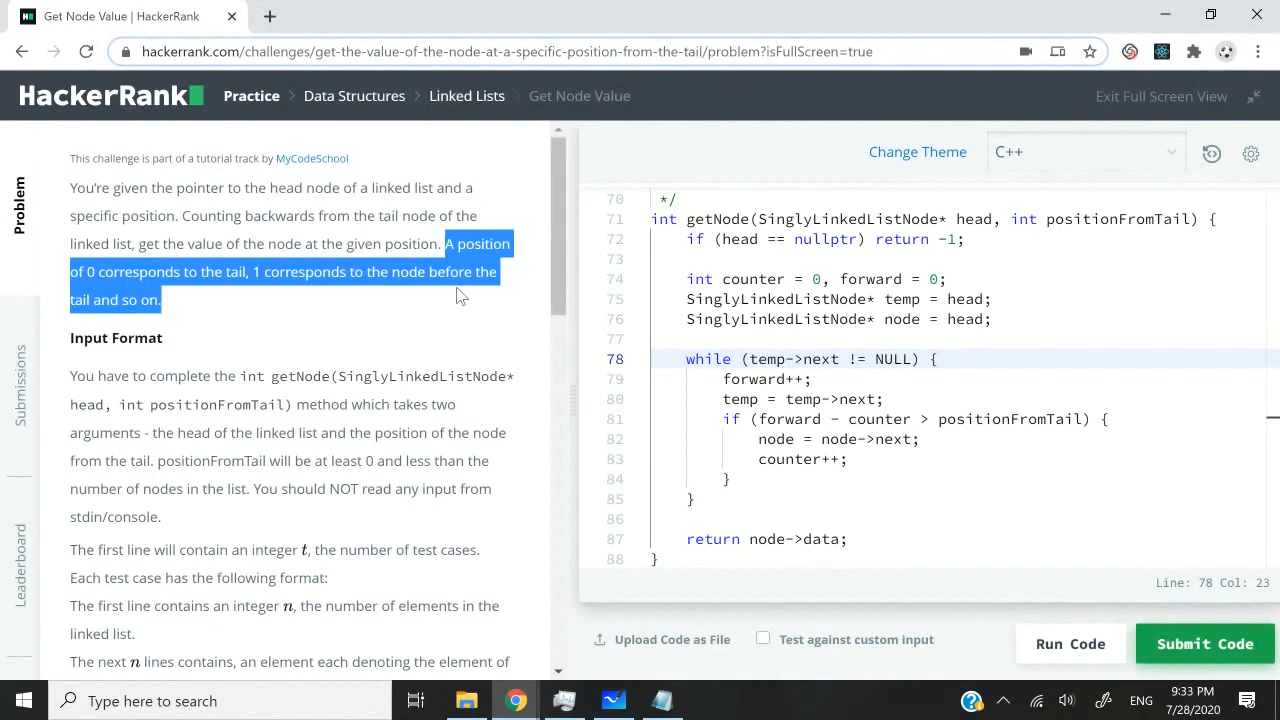 Get Node Value | HackerRank
hackerrank.com/challenges/get-the-value-of-the-node-at-a-specific-position-from-the-tail/problem?isFullScreen=true
HackerRank
Practice > Data Structures > Linked Lists > Get Node Value
Exit Full Screen View
Problem
Submissions
Leaderboard
This challenge is part of a tutorial track by MyCodeSchool
You're given the pointer to the head node of a linked list and a
specific position. Counting backwards from the tail node of the
linked list, get the value of the node at the given position. A position
of 0 corresponds to the tail, 1 corresponds to the node before the
tail and so on.
Input Format
You have to complete the int getNode(SinglyLinkedListNode*
head, int positionFromTail) method which takes two
arguments - the head of the linked list and the position of the node
from the tail. positionFromTail will be at least 0 and less than the
number of nodes in the list. You should NOT read any input from
stdin/console.
The first line will contain an integer t, the number of test cases.
Each test case has the following format:
The first line contains an integer n, the number of elements in the
linked list.
The next n lines contains, an element each denoting the element of
Change Theme
C++
70 */
71 int getNode(SinglyLinkedListNode* head, int positionFromTail) {
72 if (head == nullptr) return -1;
73
74 int counter = 0, forward = 0;
75 SinglyLinkedListNode* temp = head;
76 SinglyLinkedListNode* node = head;
77
78 while (temp->next != NULL) {
79 forward++;
80 temp = temp->next;
81 if (forward - counter > positionFromTail) {
82 node = node->next;
83 counter++;
84 }
85 }
86
87 return node->data;
88 }
Line: 78 Col: 23
Upload Code as File
Test against custom input
Run Code
Submit Code
Type here to search
ENG
9:33 PM
7/28/2020